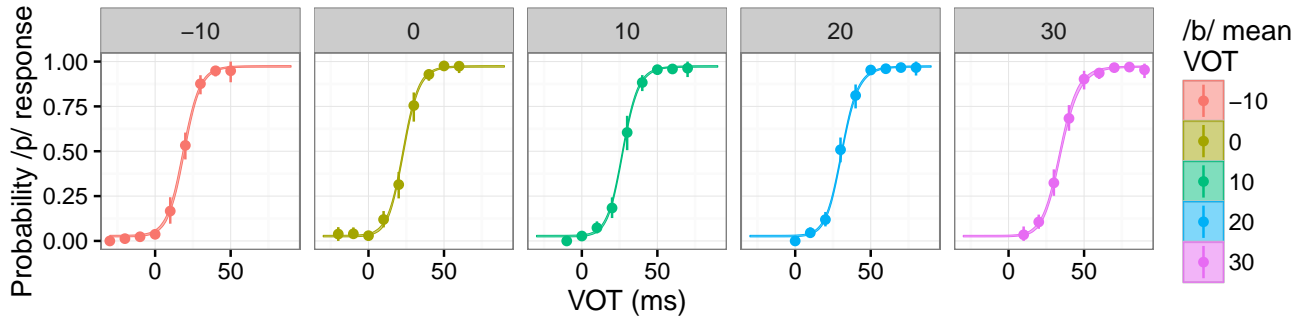 −10 0 10 20 30
Probability /p/ response
1.00
0.75
0.50
0.25
0.00
0 50 0 50 0 50 0 50 0 50
VOT (ms)
/b/ mean
VOT
−10
0
10
20
30